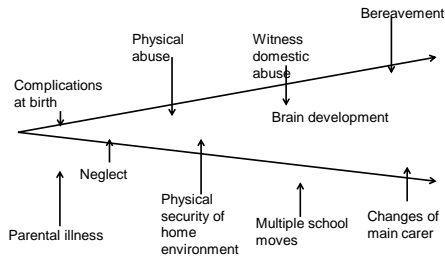 Bereavement
Physical
abuse
Witness
domestic
abuse
Complications
at birth
Brain development
Neglect
Parental illness
Physical
security of
home
environment
Multiple school
moves
Changes of
main carer